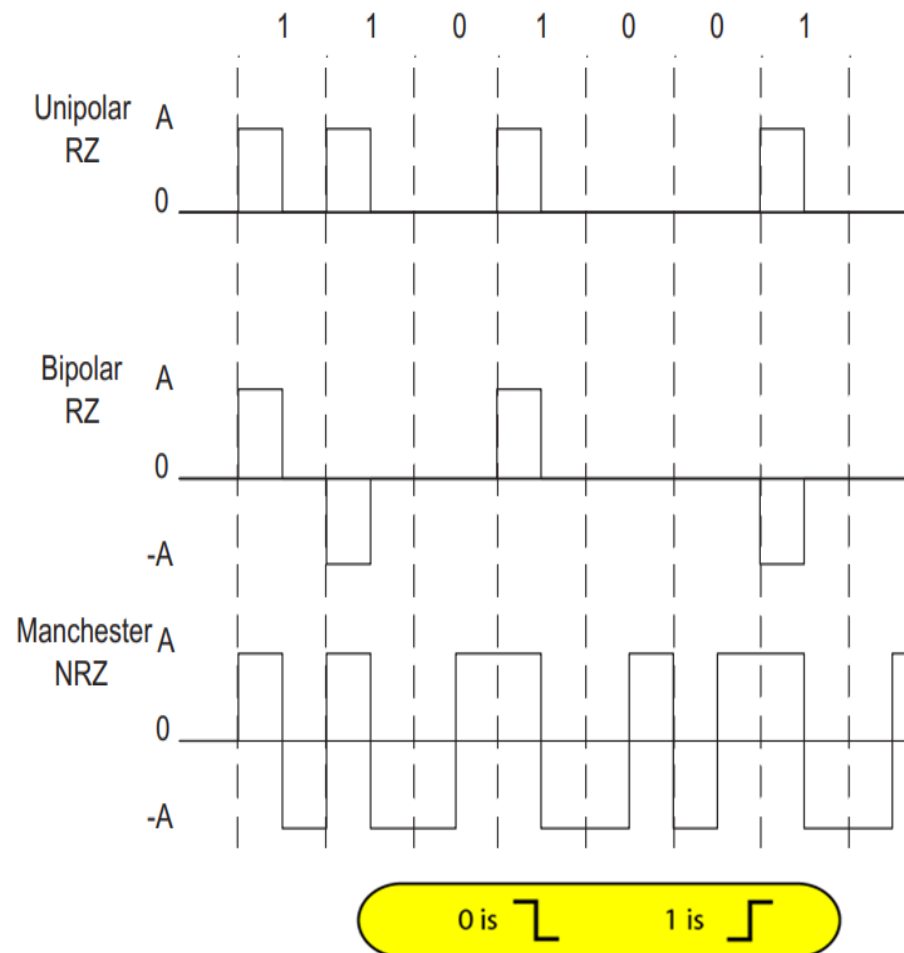 1 1 0 1 0 0 1
Unipolar A
RZ
0
Bipolar A
RZ
0
-A
Manchester A
NRZ
0
-A
0 is 1 is